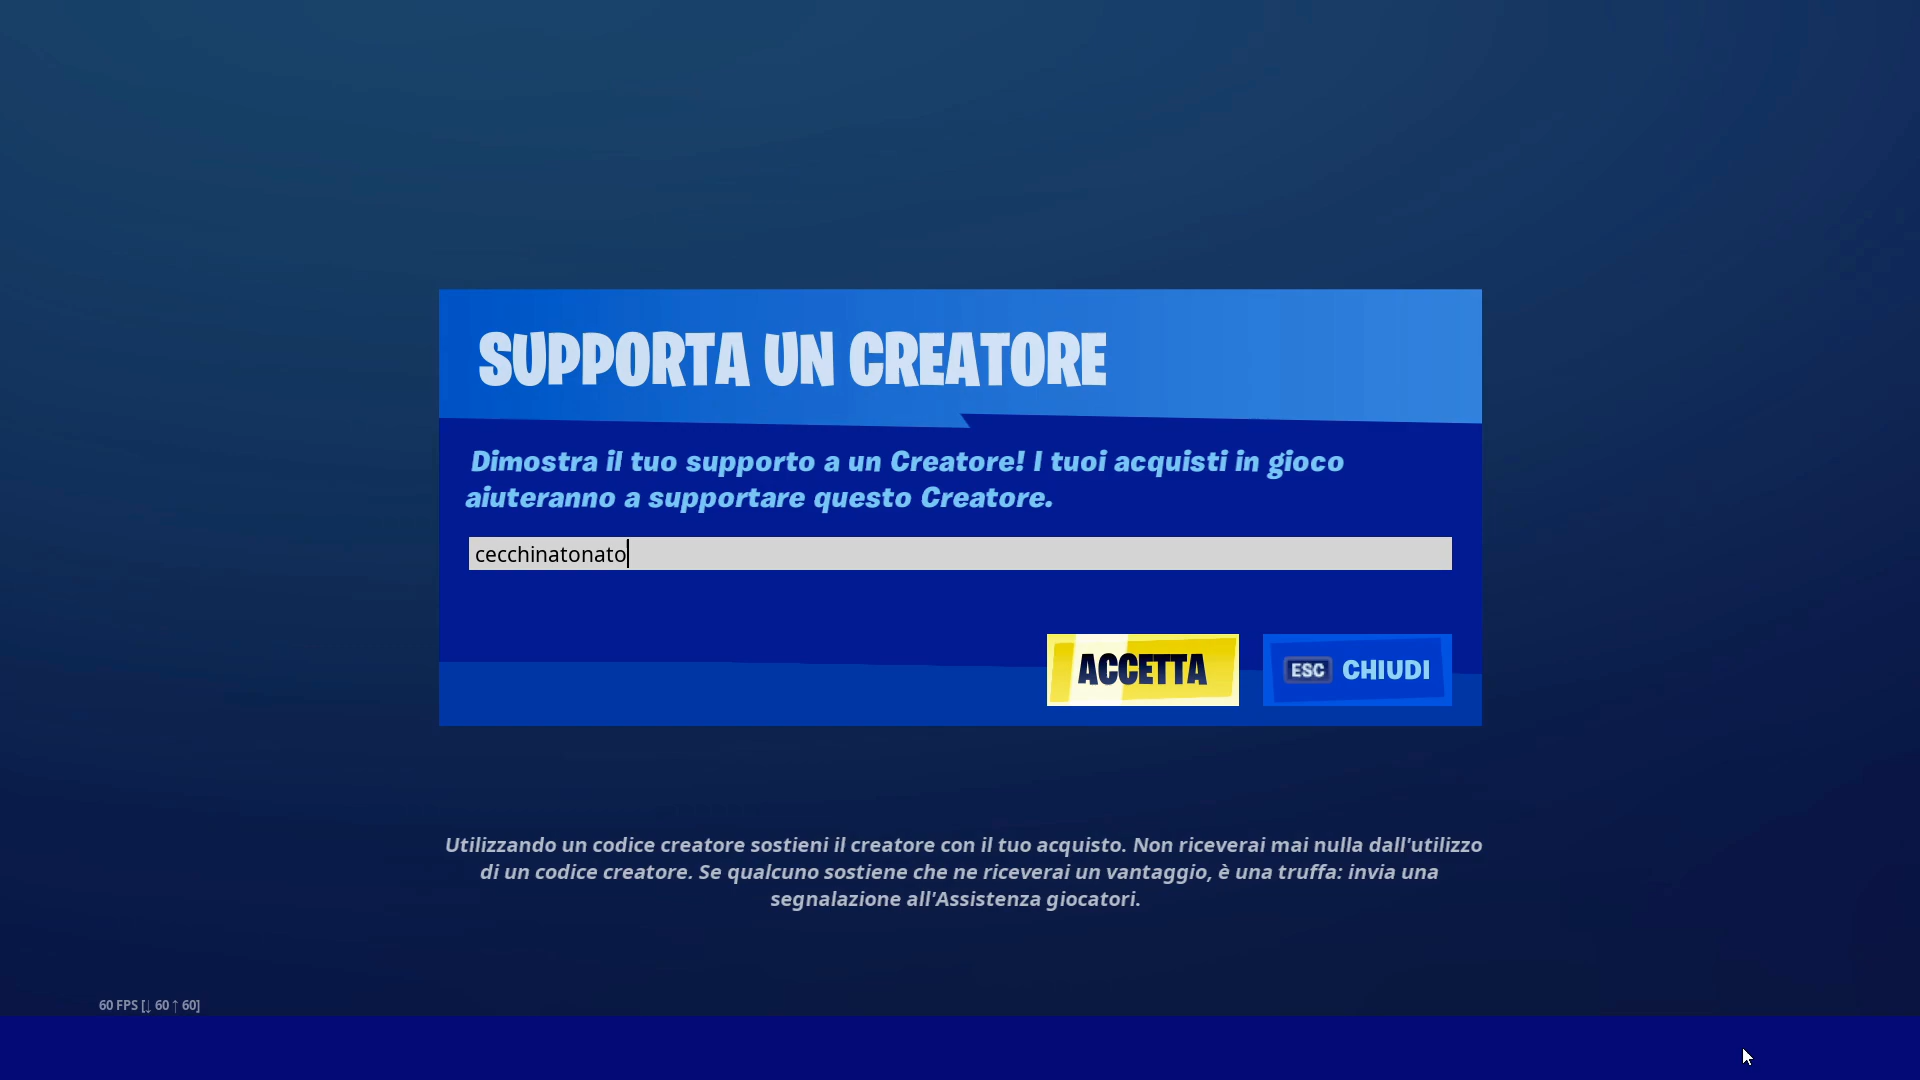 SUPPORTA UN CREATORE
Dimostra il tuo supporto a un Creatore! I tuoi acquisti in gioco
aiuteranno a supportare questo Creatore.
cecchinatonato
ACCETTA
ESC CHIUDI
Utilizzando un codice creatore sostieni il creatore con il tuo acquisto. Non riceverai mai nulla dall'utilizzo
di un codice creatore. Se qualcuno sostiene che ne riceverai un vantaggio, è una truffa: invia una
segnalazione all'Assistenza giocatori.
60 FPS [↓ 60 ↑ 60]